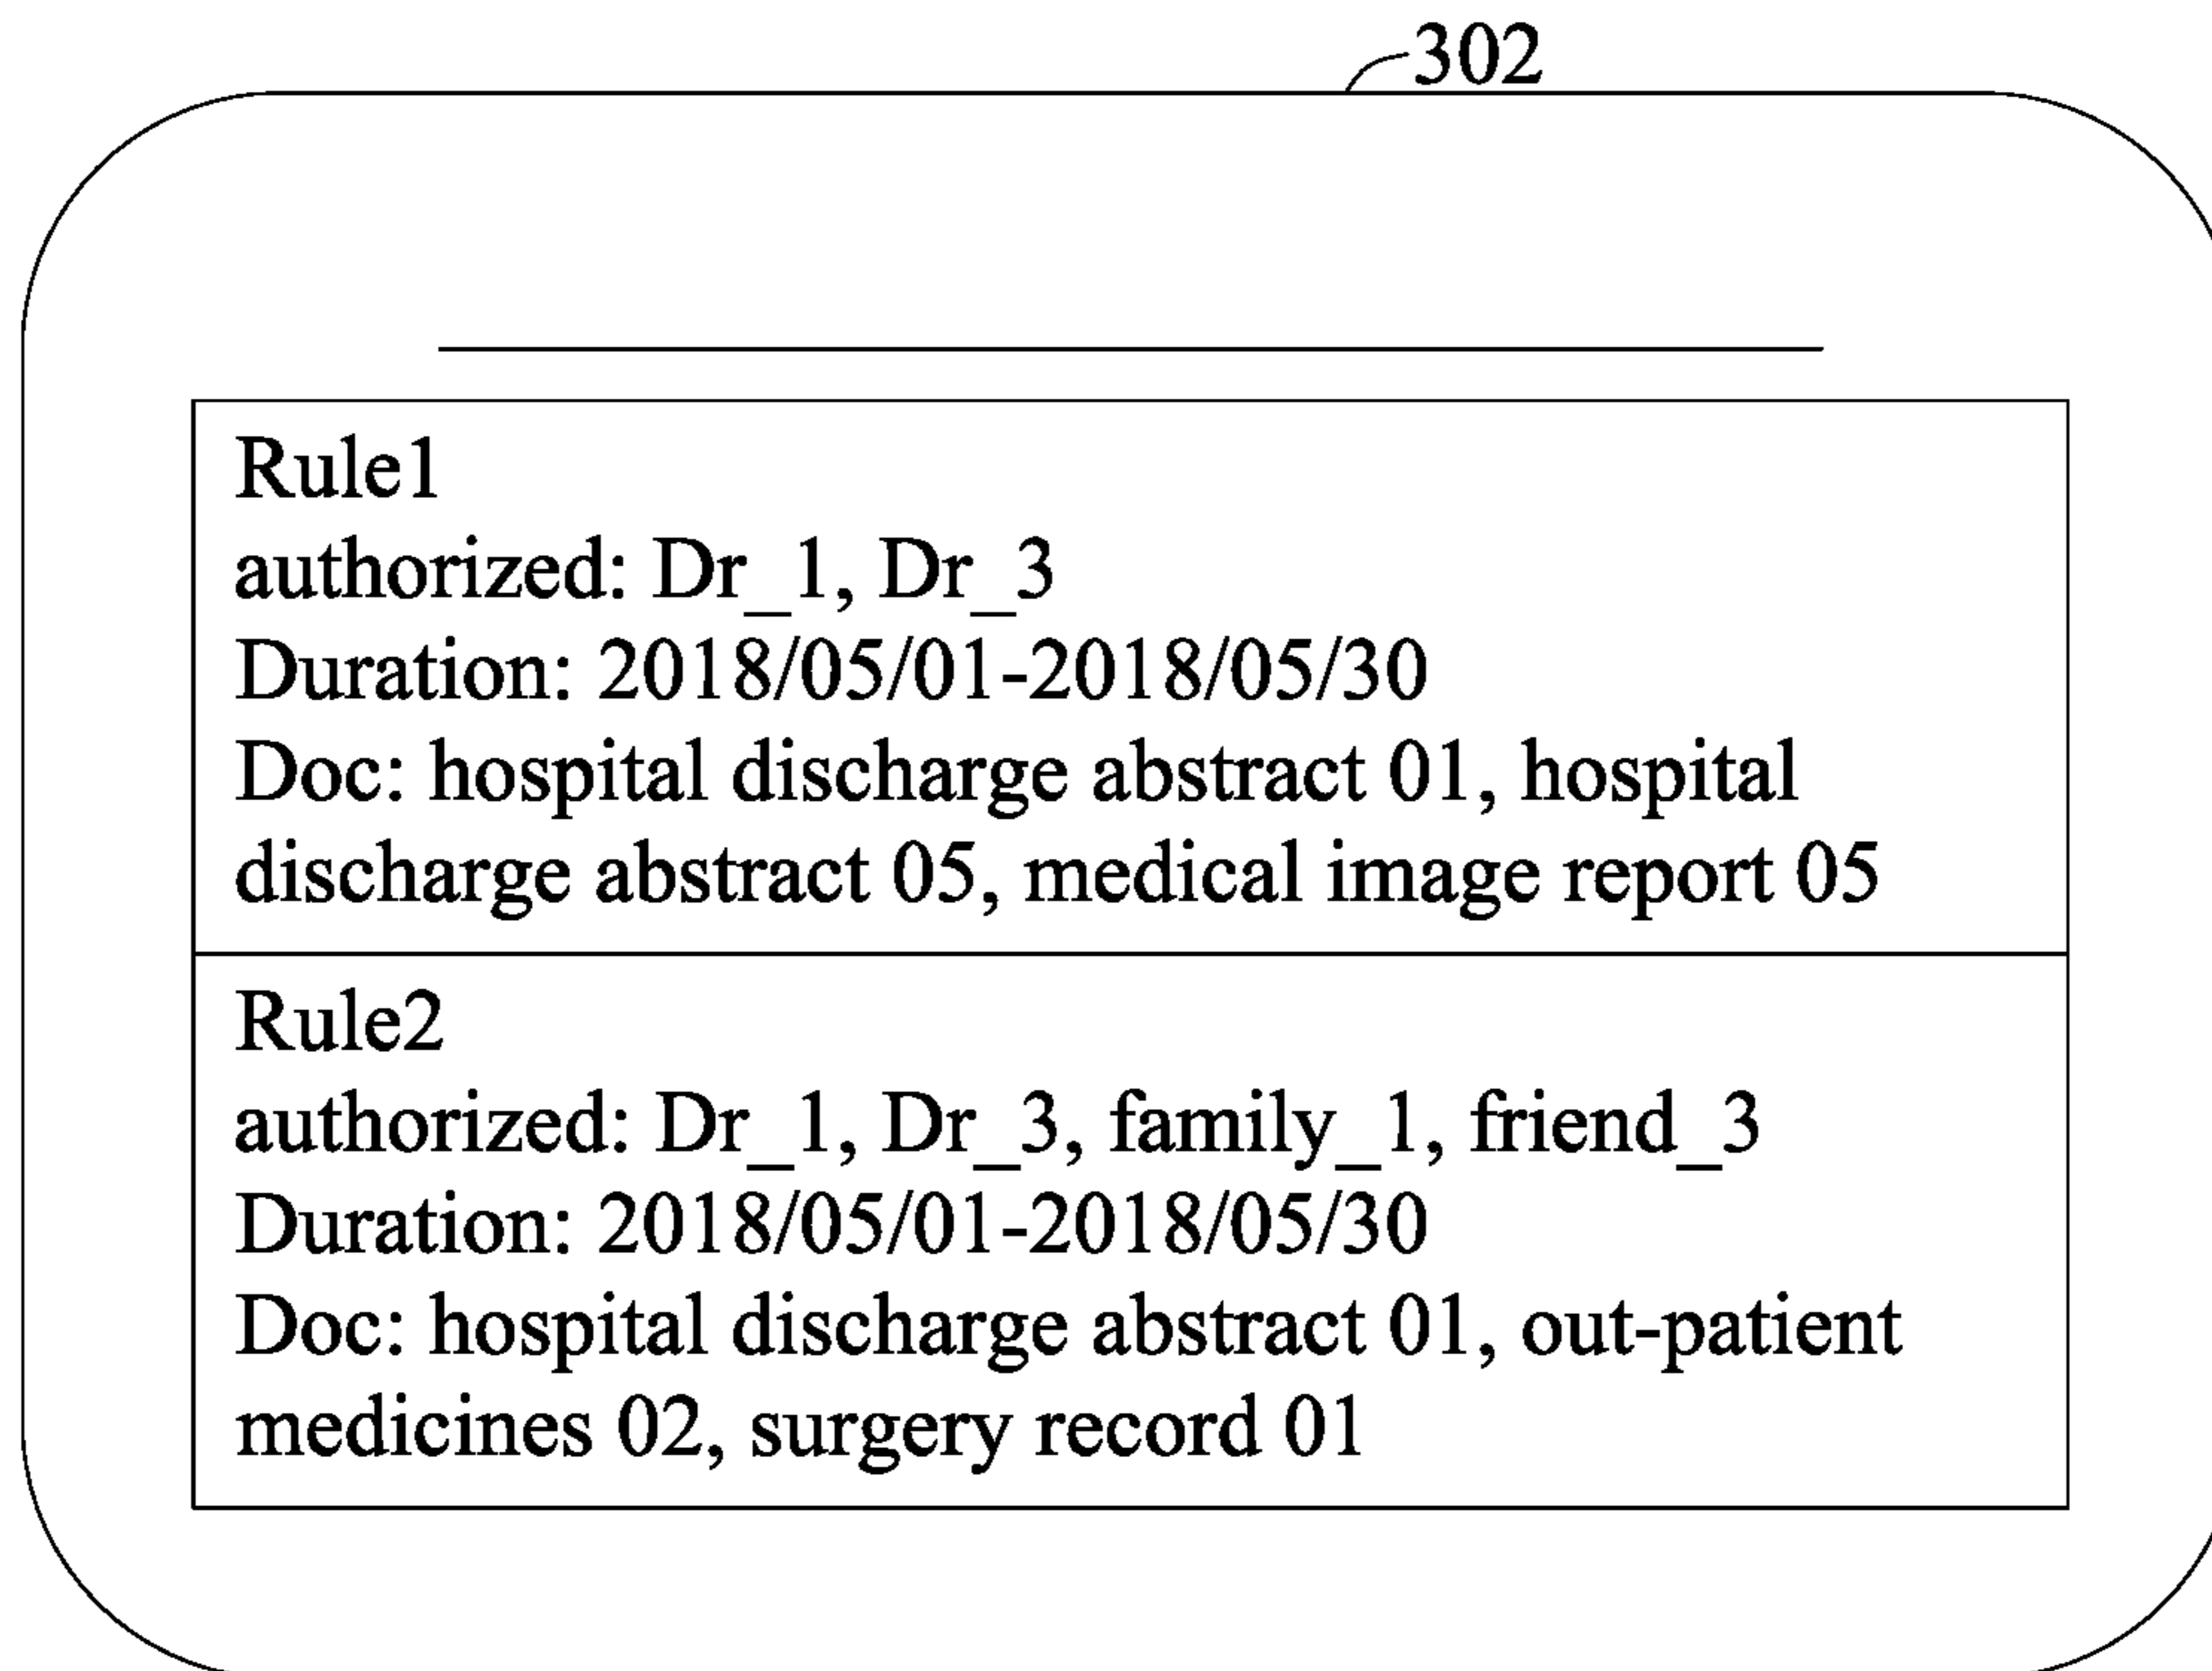 302
Rule1
authorized: Dr_1, Dr_3
Duration: 2018/05/01-2018/05/30
Doc: hospital discharge abstract 01, hospital
discharge abstract 05, medical image report 05
Rule2
authorized: Dr_1, Dr_3, family_1, friend_3
Duration: 2018/05/01-2018/05/30
Doc: hospital discharge abstract 01, out-patient
medicines 02, surgery record 01